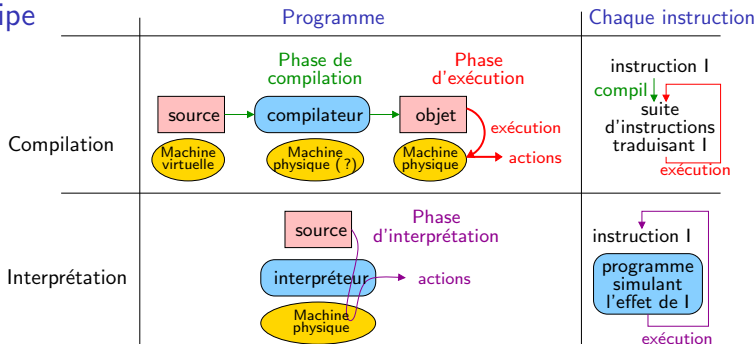 ipe
Programme
Chaque instruction
Compilation
Phase de
compilation
Phase
d'exécution
source
compilateur
objet
exécution
actions
Machine
virtuelle
Machine
physique (?)
Machine
physique
instruction I
compil
suite
d'instructions
traduisant I
exécution
Interprétation
source
Phase
d'interprétation
interpréteur
actions
Machine
physique
instruction I
programme
simulant
l'effet de I
exécution